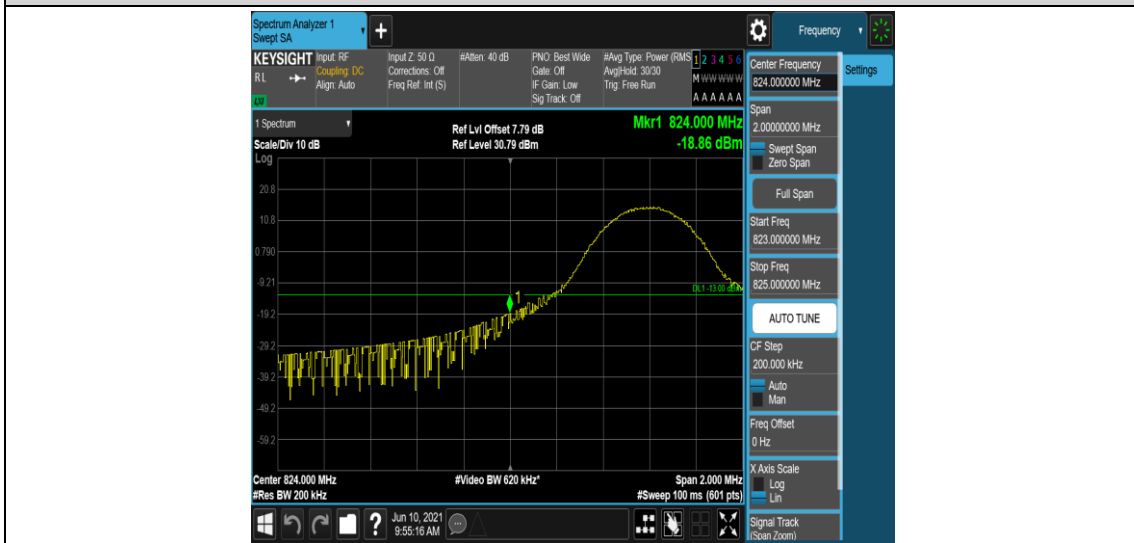 Spectrum Analyzer 1
Swept SA
+
Frequency
KEYSIGHT
Input: RF
Coupling: DC
Align: Auto
Input Z: 50 Ω
Corrections: Off
Freq Ref: Int (S)
#Atten: 40 dB
PNO: Best Wide
Gate: Off
IF Gain: Low
Sig Track: Off
#Avg Type: Power (RMS
Avg|Hold: 30/30
Trig: Free Run
1 2 3 4 5 6
M W W W W W
A A A A A A
RL
LXI
1 Spectrum
Scale/Div 10 dB
Log
Ref Lvl Offset 7.79 dB
Ref Level 30.79 dBm
Mkr1 824.000 MHz
-18.86 dBm
20.8
10.8
0.790
-9.21
-19.2
-29.2
-39.2
-49.2
-59.2
DL1 -13.00 dBm
1
Center 824.000 MHz
#Res BW 200 kHz
#Video BW 620 kHz*
Span 2.000 MHz
#Sweep 100 ms (601 pts)
?
Jun 10, 2021
9:55:16 AM
Center Frequency
824.000000 MHz
Settings
Span
2.00000000 MHz
Swept Span
Zero Span
Full Span
Start Freq
823.000000 MHz
Stop Freq
825.000000 MHz
AUTO TUNE
CF Step
200.000 kHz
Auto
Man
Freq Offset
0 Hz
X Axis Scale
Log
Lin
Signal Track
(Span Zoom)